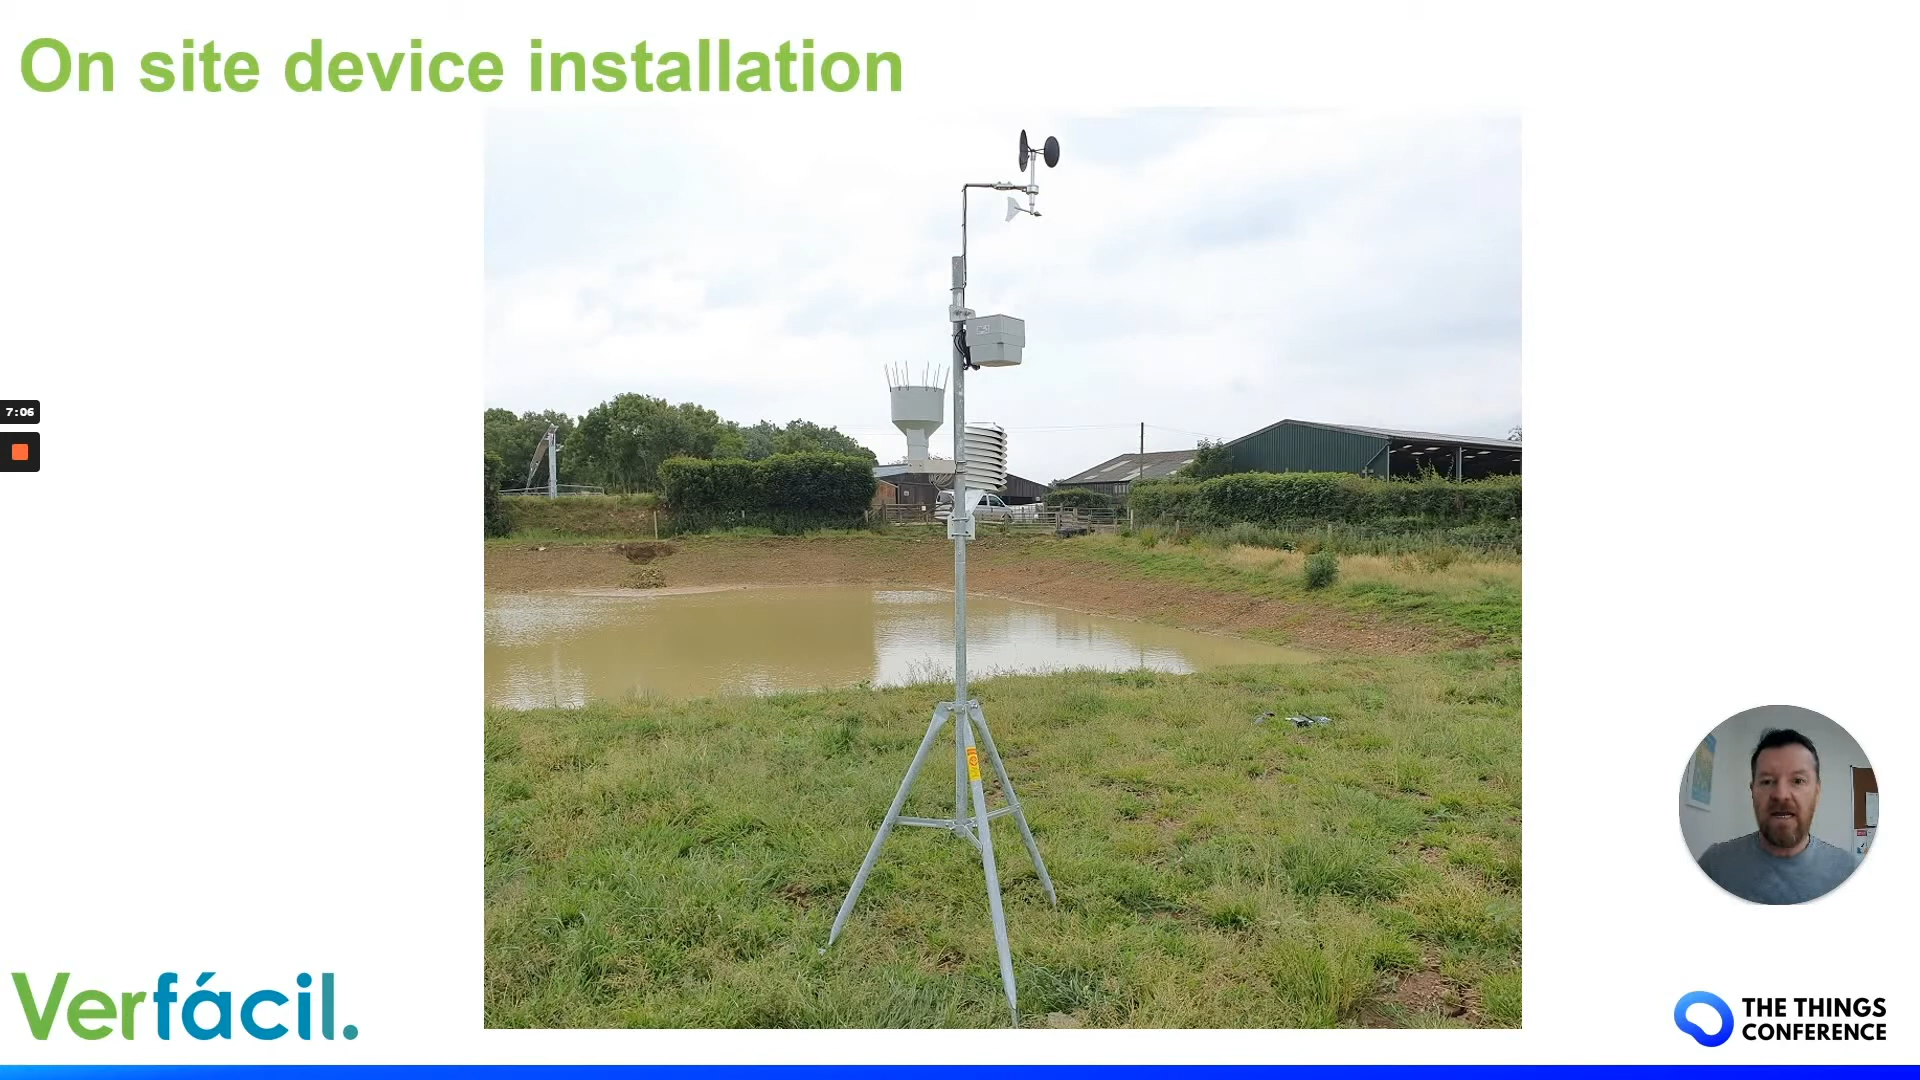 On site device installation
7:06
Verfácil.
THE THINGS
CONFERENCE